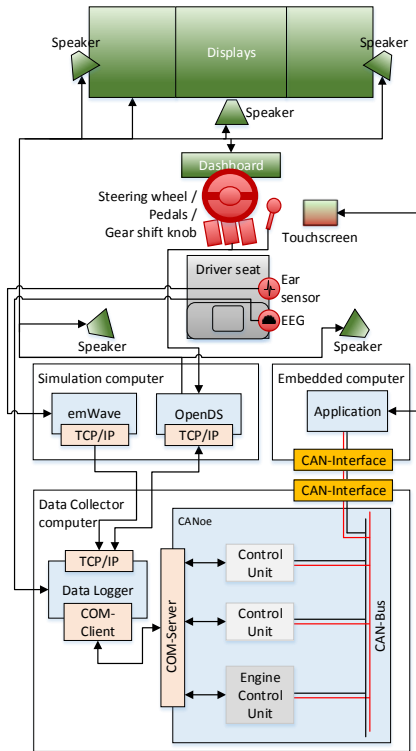 Speaker
Displays
Speaker
Speaker
Dashboard
Steering wheel /
Pedals /
Gear shift knob
Touchscreen
Driver seat
Ear
sensor
EEG
Speaker
Speaker
Simulation computer
Embedded computer
emWave
TCP/IP
OpenDS
TCP/IP
Application
CAN-Interface
CAN-Interface
Data Collector
computer
CANoe
TCP/IP
Data Logger
COM-
Client
COM-Server
Control
Unit
Control
Unit
Engine
Control
Unit
CAN-Bus